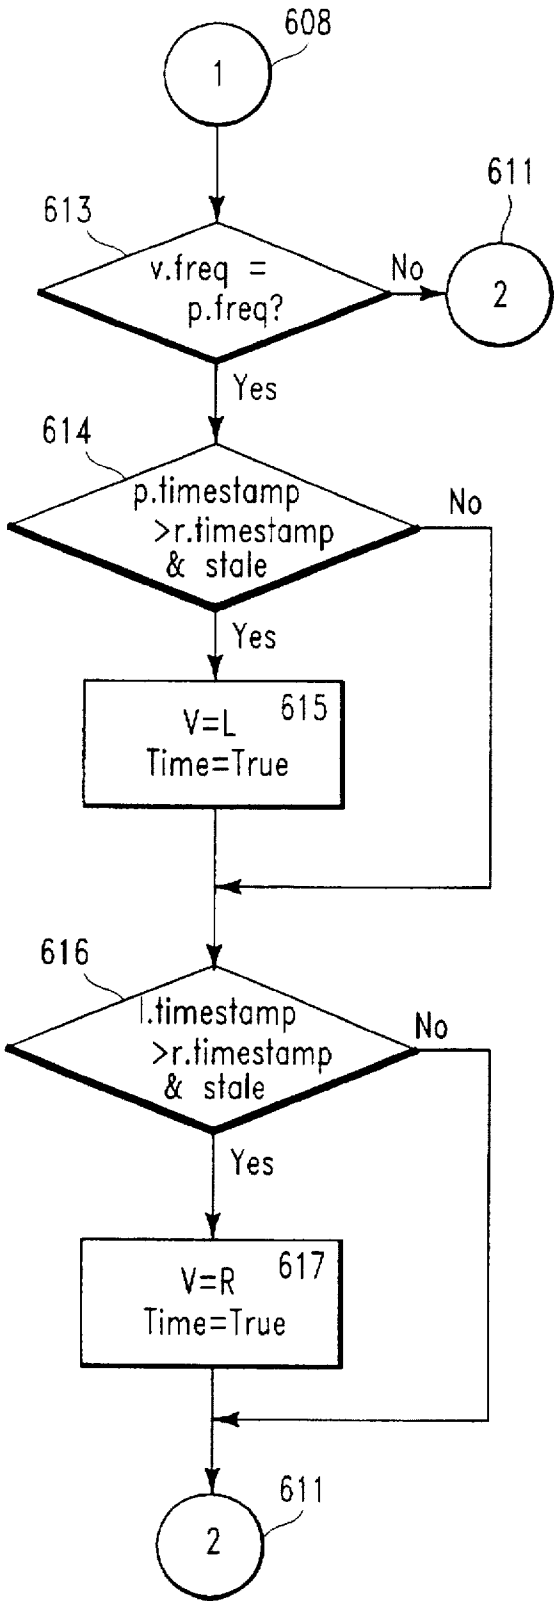 608
1
613
611
v.freq =
p.freq?
No
2
Yes
614
p.timestamp
>r.timestamp
& stale
No
Yes
615
V=L
Time=True
616
l.timestamp
>r.timestamp
& stale
No
Yes
617
V=R
Time=True
611
2